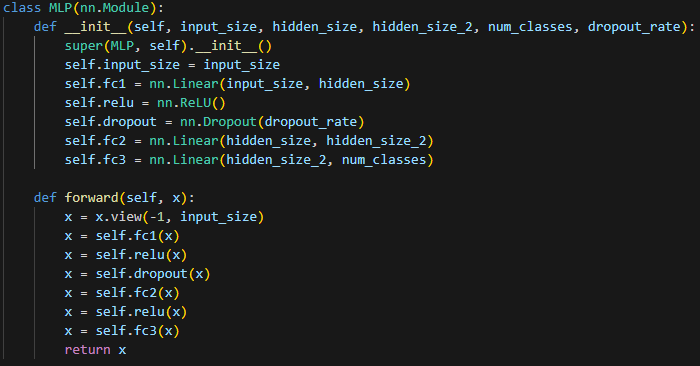 class MLP(nn.Module):
    def __init__(self, input_size, hidden_size, hidden_size_2, num_classes, dropout_rate):
        super(MLP, self).__init__()
        self.input_size = input_size
        self.fc1 = nn.Linear(input_size, hidden_size)
        self.relu = nn.ReLU()
        self.dropout = nn.Dropout(dropout_rate)
        self.fc2 = nn.Linear(hidden_size, hidden_size_2)
        self.fc3 = nn.Linear(hidden_size_2, num_classes)

    def forward(self, x):
        x = x.view(-1, input_size)
        x = self.fc1(x)
        x = self.relu(x)
        x = self.dropout(x)
        x = self.fc2(x)
        x = self.relu(x)
        x = self.fc3(x)
        return x